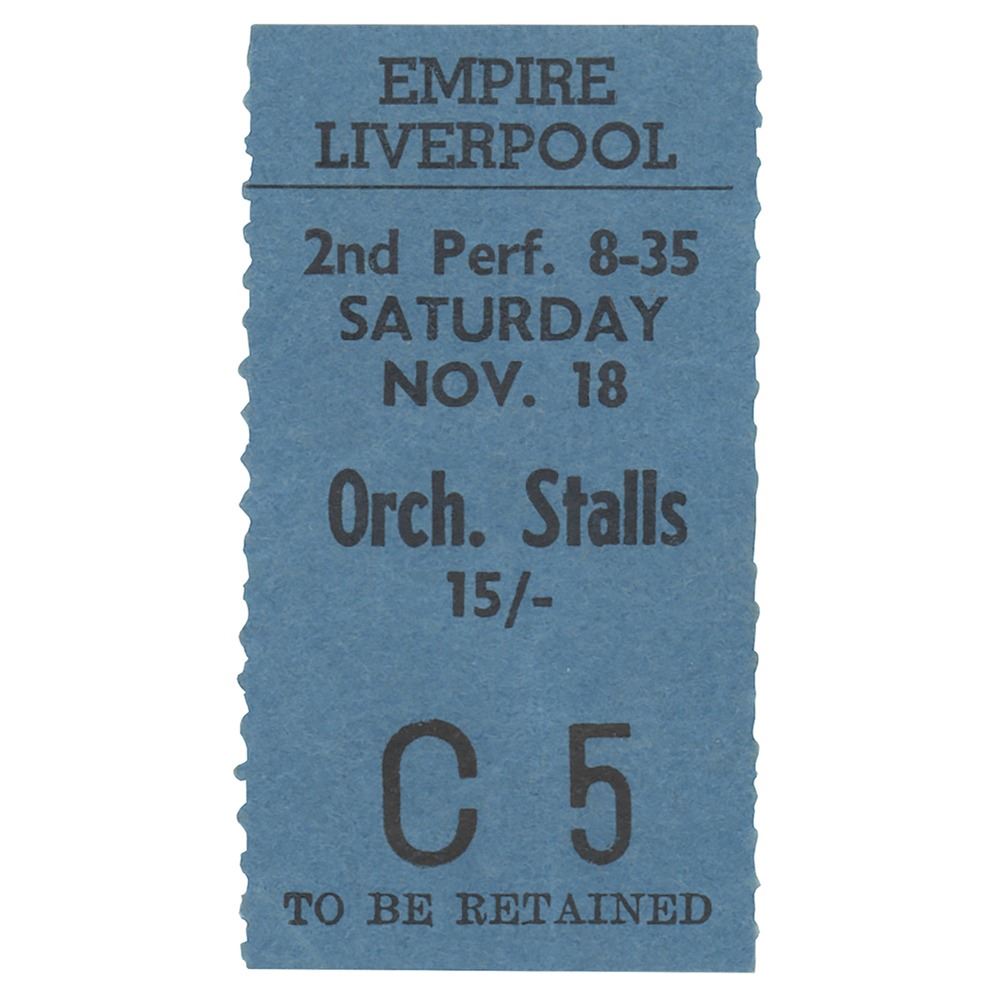 EMPIRE
LIVERPOOL
2nd Perf. 8-35
SATURDAY
NOV. 18
Orch. Stalls
15/-
C 5
TO BE RETAINED